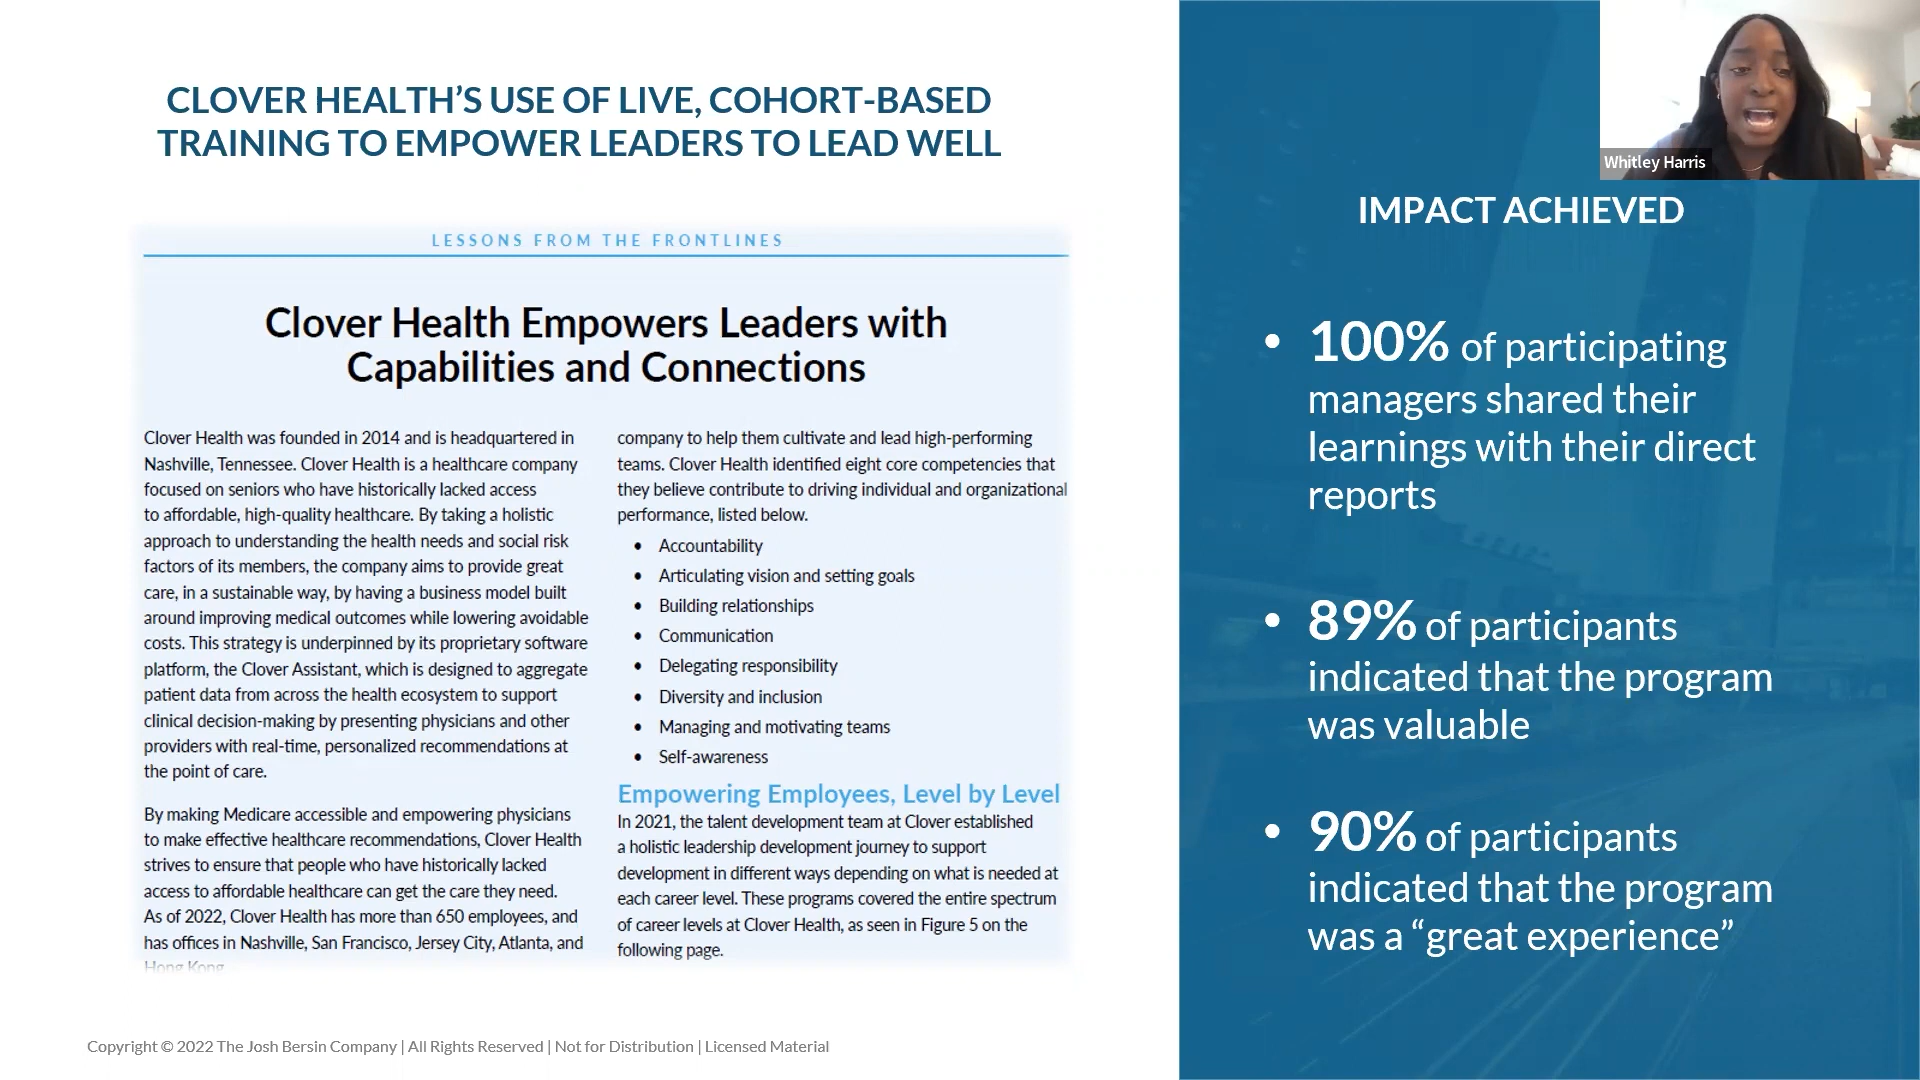 CLOVER HEALTH’S USE OF LIVE, COHORT-BASED
TRAINING TO EMPOWER LEADERS TO LEAD WELL
LESSONS FROM THE FRONTLINES
Clover Health Empowers Leaders with
Capabilities and Connections
Clover Health was founded in 2014 and is headquartered in
Nashville, Tennessee. Clover Health is a healthcare company
focused on seniors who have historically lacked access
to affordable, high-quality healthcare. By taking a holistic
approach to understanding the health needs and social risk
factors of its members, the company aims to provide great
care, in a sustainable way, by having a business model built
around improving medical outcomes while lowering avoidable
costs. This strategy is underpinned by its proprietary software
platform, the Clover Assistant, which is designed to aggregate
patient data from across the health ecosystem to support
clinical decision-making by presenting physicians and other
providers with real-time, personalized recommendations at
the point of care.
By making Medicare accessible and empowering physicians
to make effective healthcare recommendations, Clover Health
strives to ensure that people who have historically lacked
access to affordable healthcare can get the care they need.
As of 2022, Clover Health has more than 650 employees, and
has offices in Nashville, San Francisco, Jersey City, Atlanta, and
Hong Kong
company to help them cultivate and lead high-performing
teams. Clover Health identified eight core competencies that
they believe contribute to driving individual and organizational
performance, listed below.
• Accountability
• Articulating vision and setting goals
• Building relationships
• Communication
• Delegating responsibility
• Diversity and inclusion
• Managing and motivating teams
• Self-awareness
Empowering Employees, Level by Level
In 2021, the talent development team at Clover established
a holistic leadership development journey to support
development in different ways depending on what is needed at
each career level. These programs covered the entire spectrum
of career levels at Clover Health, as seen in Figure 5 on the
following page.
Whitley Harris
IMPACT ACHIEVED
• 100% of participating
managers shared their
learnings with their direct
reports
• 89% of participants
indicated that the program
was valuable
• 90% of participants
indicated that the program
was a “great experience”
Copyright © 2022 The Josh Bersin Company | All Rights Reserved | Not for Distribution | Licensed Material